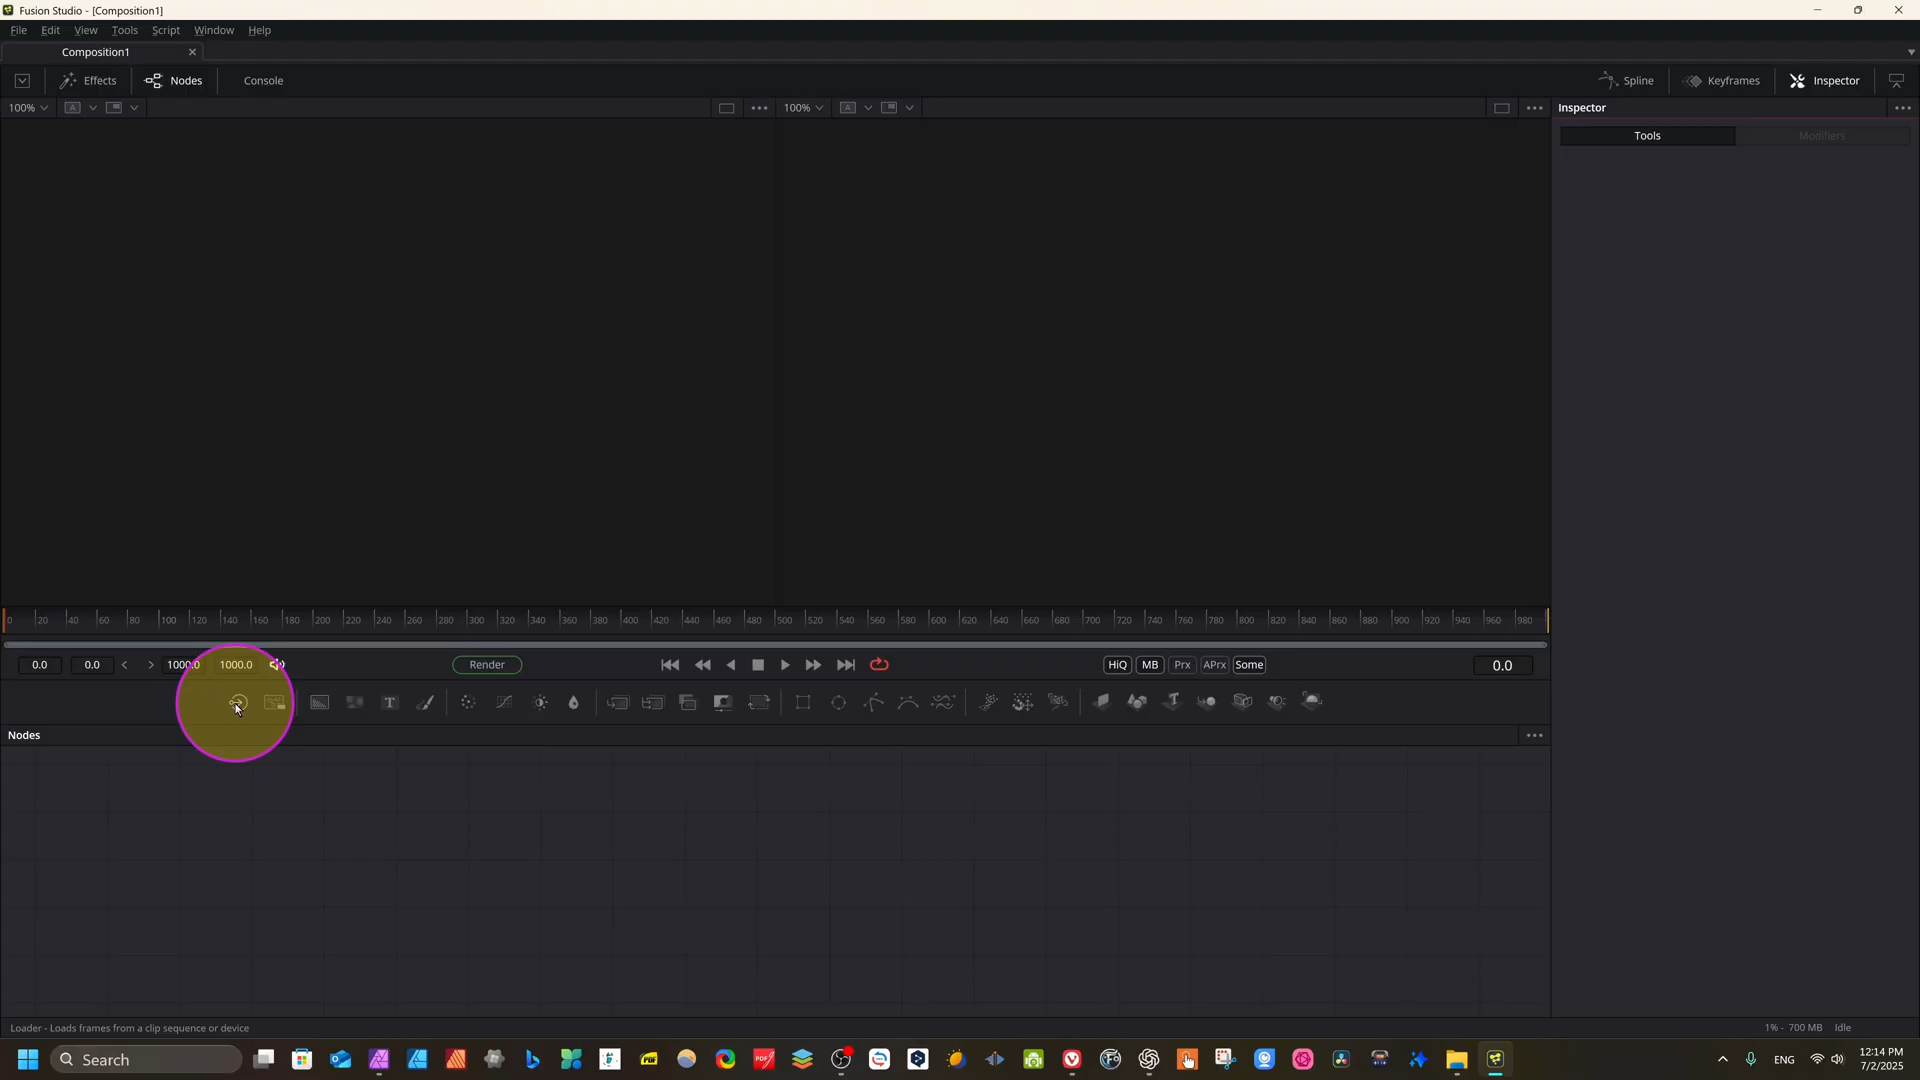 Fusion Studio - [Composition1]
File Edit View Tools Script Window Help
Composition1
Effects Nodes Console Spline Keyframes Inspector
100% A 100% A Inspector
Tools Modifiers
0 20 40 60 80 100 120 140 160 180 200 220 240 260 280 300 320 340 360 380 400 420 440 460 480 500 520 540 560 580 600 620 640 660 680 700 720 740 760 780 800 820 840 860 880 900 920 940 960 980
0.0 0.0 1000.0 1000.0 Render HiQ MB Prx APrx Some 0.0
T
Nodes
Loader - Loads frames from a clip sequence or device 1% - 700 MB Idle
Search ENG 12:14 PM
7/2/2025